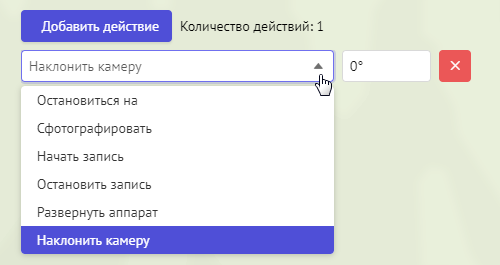 Добавить действие Количество действий: 1
Наклонить камеру 0°
Остановиться на
Сфотографировать
Начать запись
Остановить запись
Развернуть аппарат
Наклонить камеру